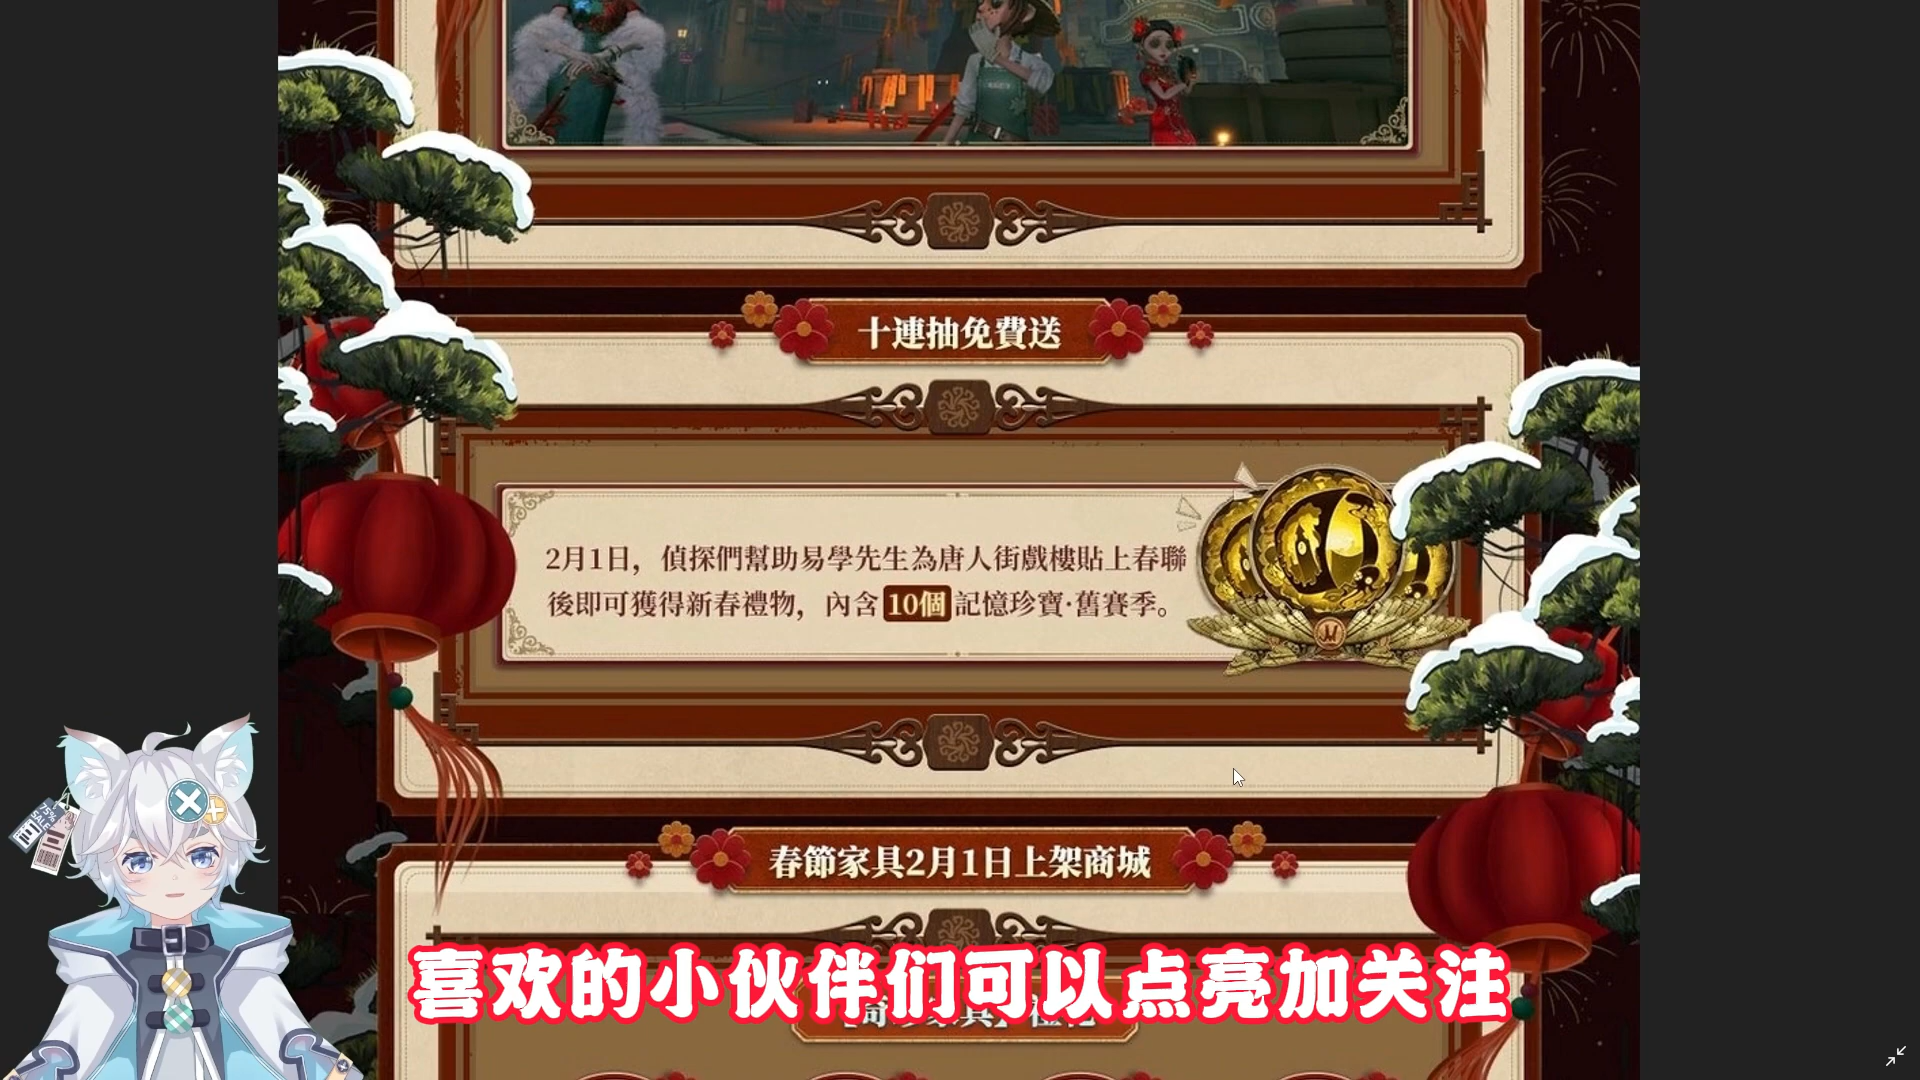 十連抽免費送
2月1日，偵探們幫助易學先生為唐人街戲樓貼上春聯
後即可獲得新春禮物，內含10個記憶珍寶·舊賽季。
75%
SALE
春節家具2月1日上架商城
喜欢的小伙伴们可以点亮加关注